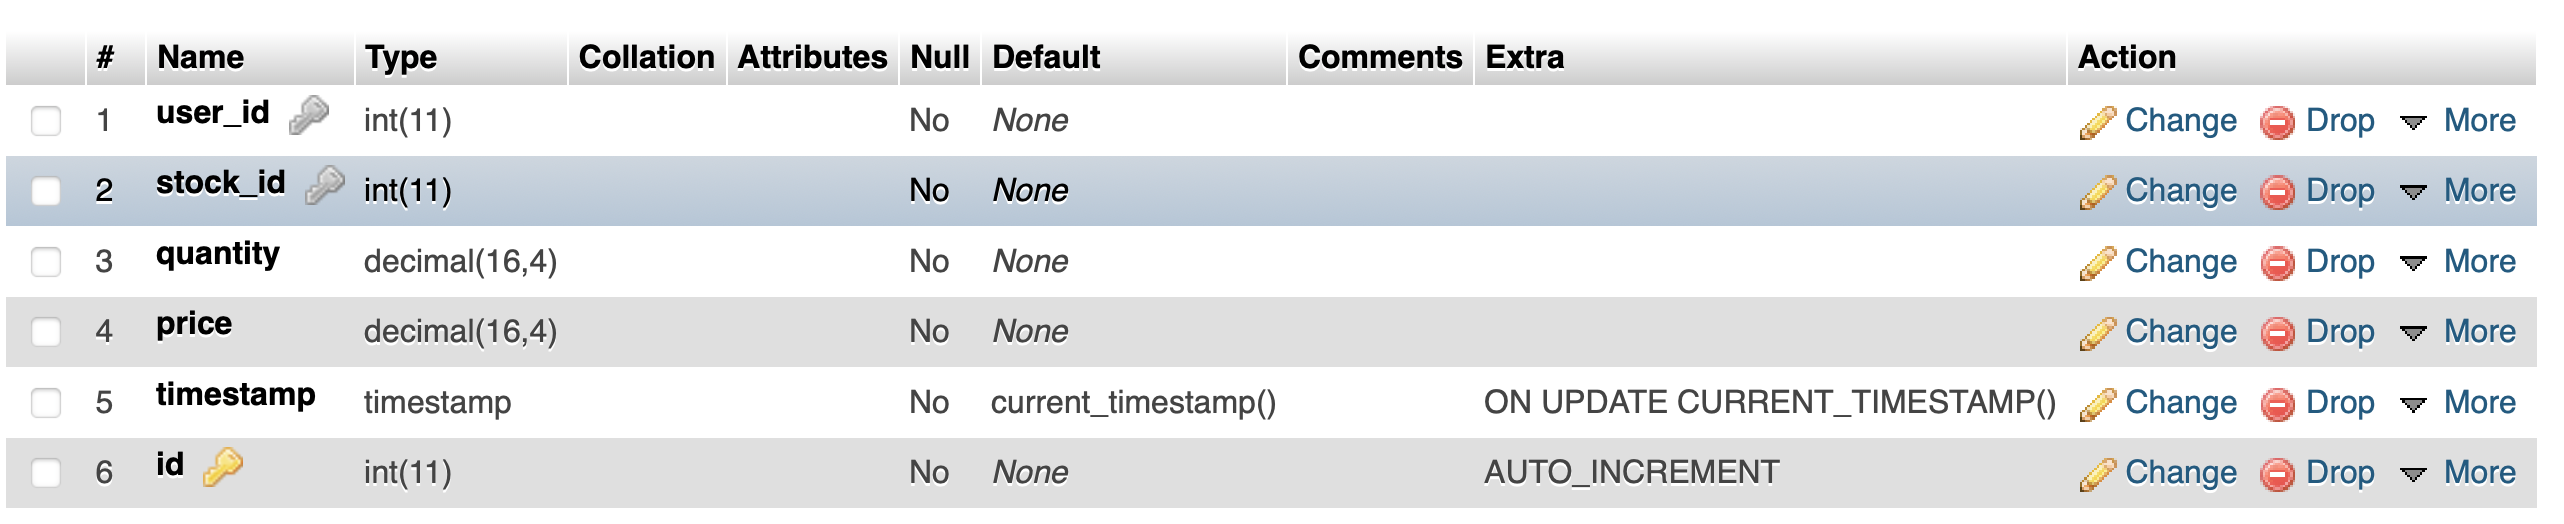 # Name Type Collation Attributes Null Default Comments Extra Action
1 user_id int(11) No None Change Drop More
2 stock_id int(11) No None Change Drop More
3 quantity decimal(16,4) No None Change Drop More
4 price decimal(16,4) No None Change Drop More
5 timestamp timestamp No current_timestamp() ON UPDATE CURRENT_TIMESTAMP() Change Drop More
6 id int(11) No None AUTO_INCREMENT Change Drop More